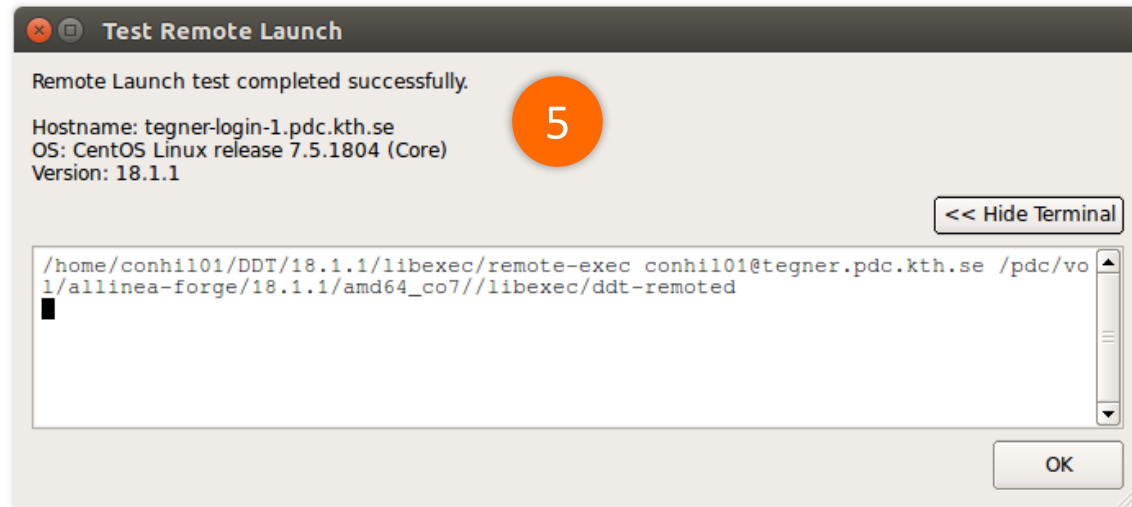 Test Remote Launch
Remote Launch test completed successfully.
5
Hostname: tegner-login-1.pdc.kth.se
OS: CentOS Linux release 7.5.1804 (Core)
Version: 18.1.1
<< Hide Terminal
/home/conhil01/DDT/18.1.1/libexec/remote-exec conhil01@tegner.pdc.kth.se /pdc/vo
l/allinea-forge/18.1.1/amd64_co7//libexec/ddt-remoted
OK